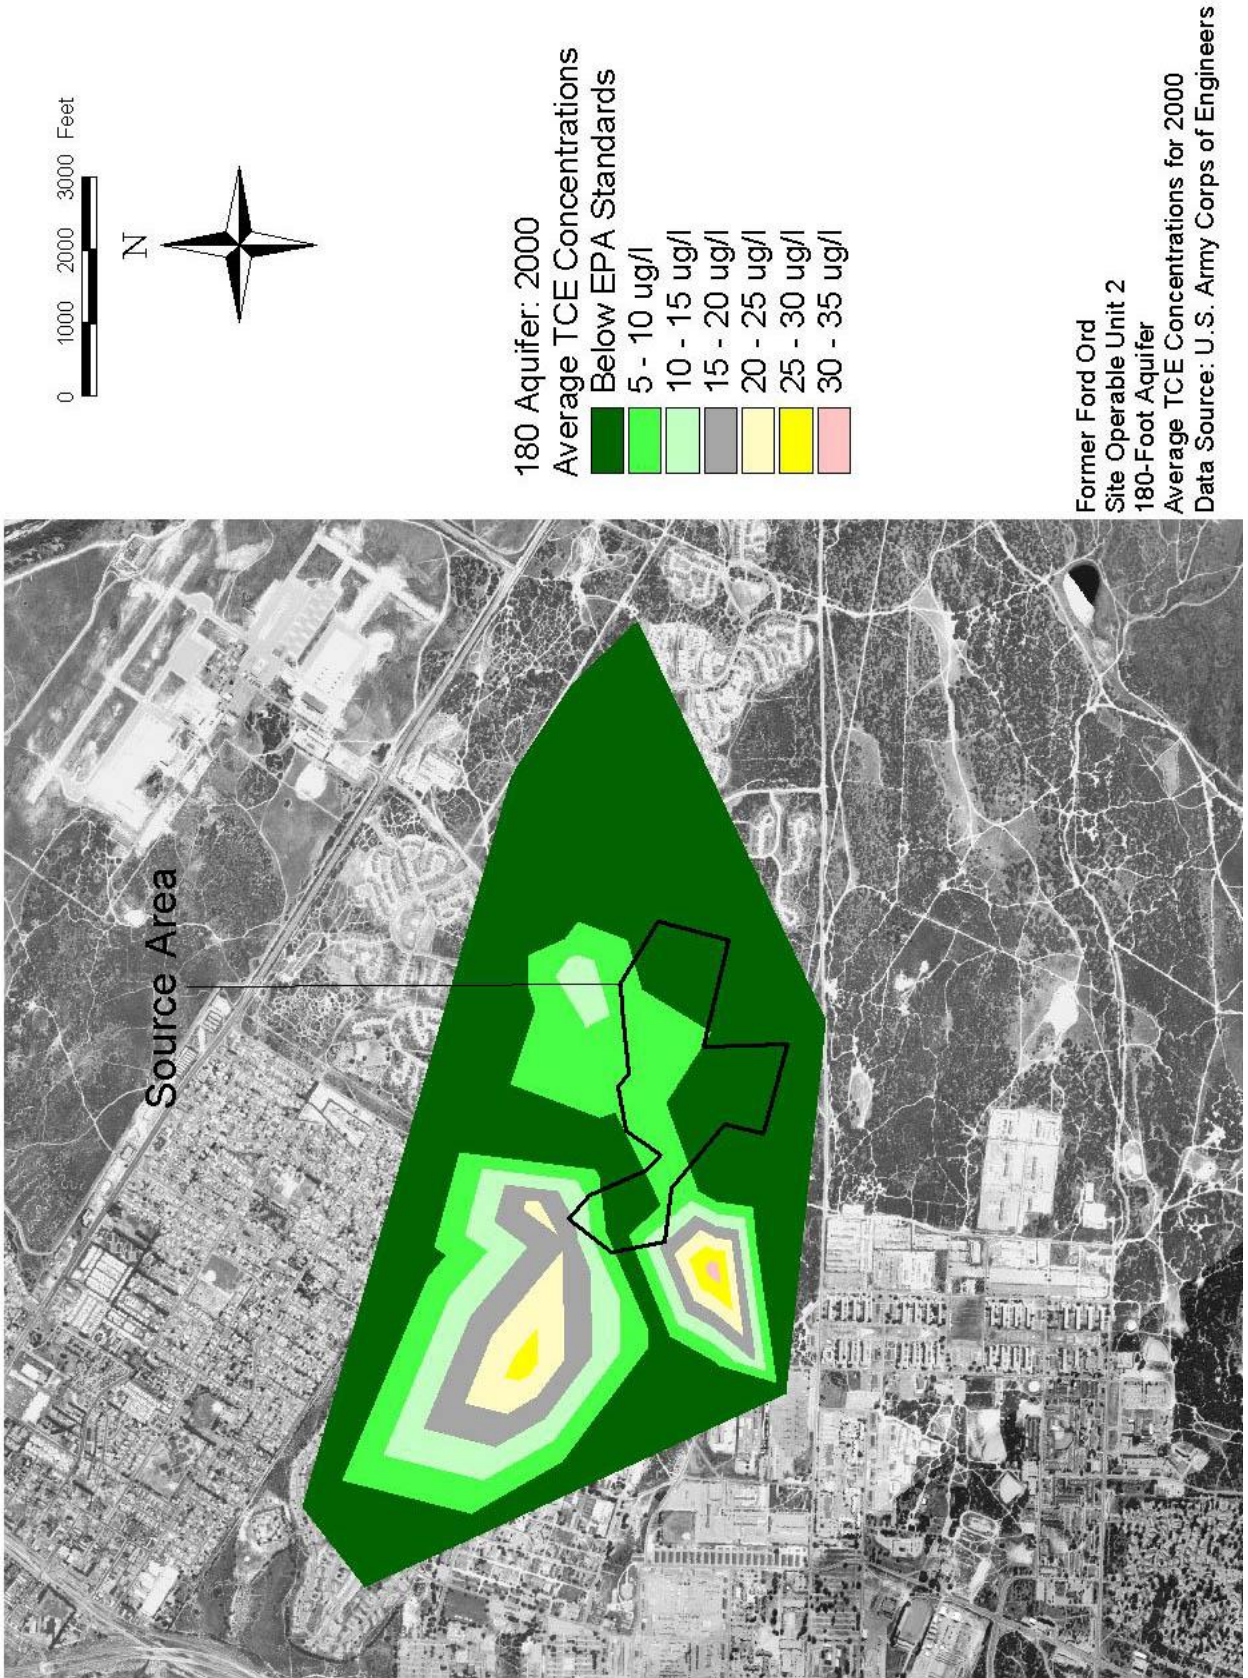 0 1000 2000 3000 Feet
N
180 Aquifer: 2000
Average TCE Concentrations
Below EPA Standards
5 - 10 ug/l
10 - 15 ug/l
15 - 20 ug/l
20 - 25 ug/l
25 - 30 ug/l
30 - 35 ug/l
Source Area
Former Ford Ord
Site Operable Unit 2
180-Foot Aquifer
Average TCE Concentrations for 2000
Data Source: U.S. Army Corps of Engineers